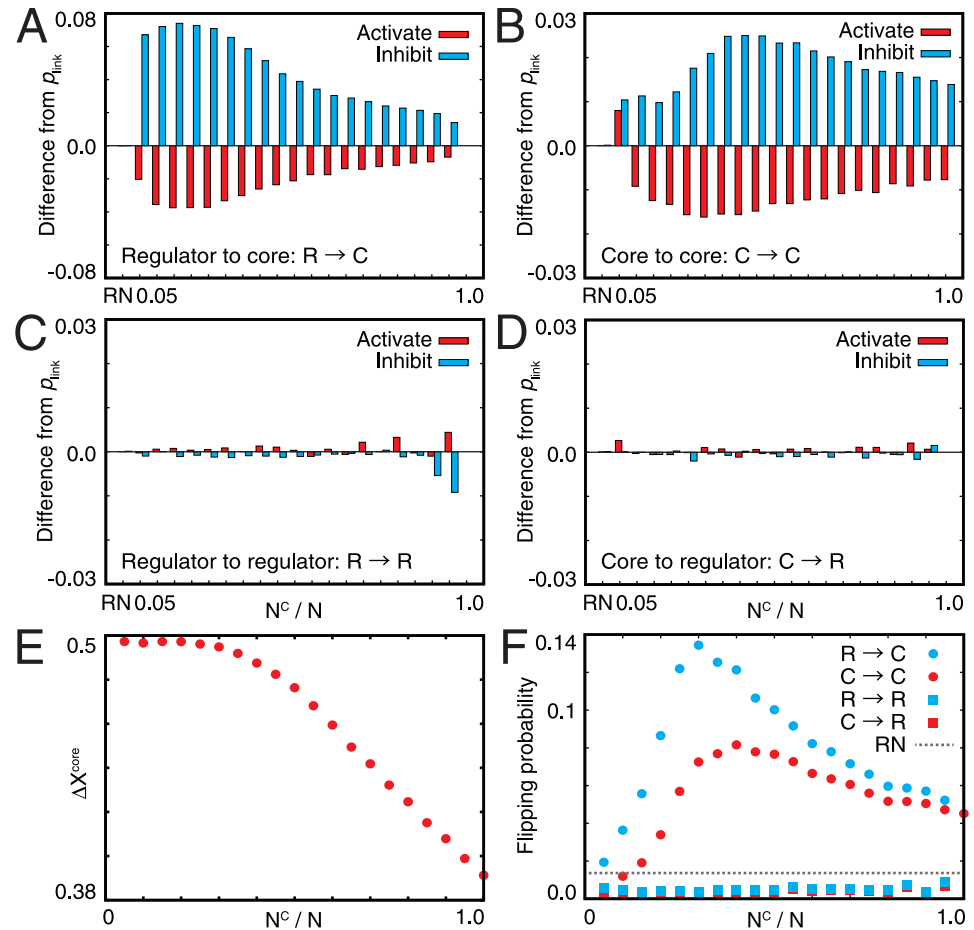 A
0.08
0.0
-0.08
Difference from p_link
Activate
Inhibit
Regulator to core: R → C
RN 0.05
1.0
B
0.03
0.0
-0.03
Difference from p_link
Activate
Inhibit
Core to core: C → C
RN 0.05
1.0
C
0.03
0.0
-0.03
Difference from p_link
Activate
Inhibit
Regulator to regulator: R → R
RN 0.05
N^C / N
1.0
D
0.03
0.0
-0.03
Difference from p_link
Activate
Inhibit
Core to regulator: C → R
RN 0.05
N^C / N
1.0
E
0.5
0.38
ΔX^core
0
N^C / N
1.0
F
0.14
0.1
0.0
Flipping probability
R → C
C → C
R → R
C → R
RN
0
N^C / N
1.0